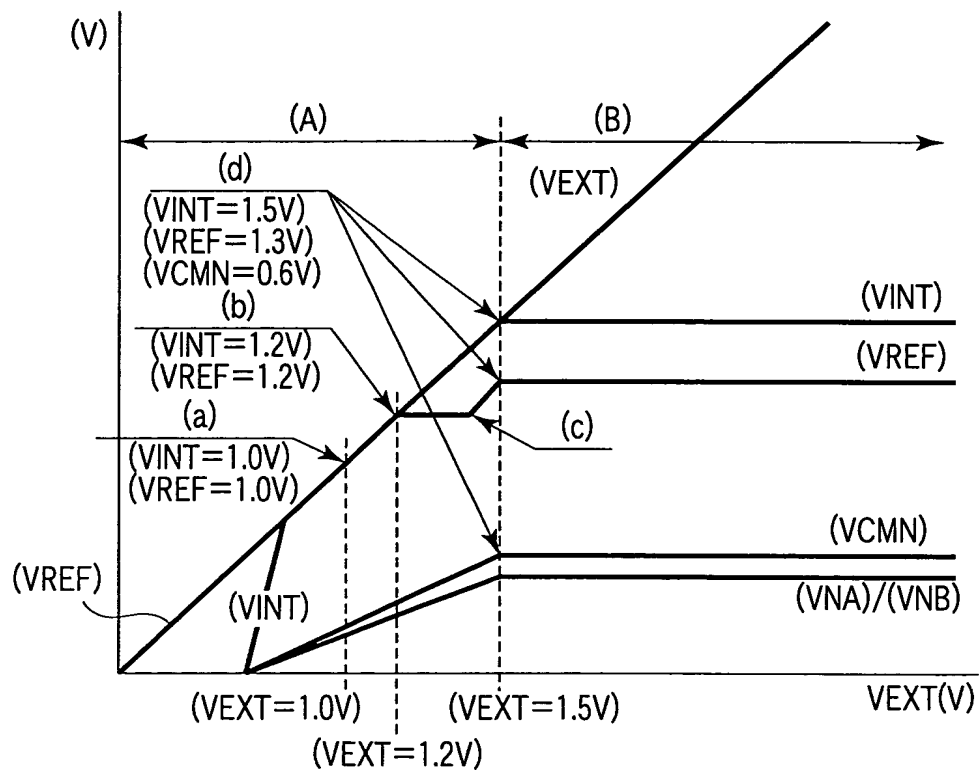 (V)
(A)
(B)
(d)
(VEXT)
(VINT=1.5V)
(VREF=1.3V)
(VCMN=0.6V)
(b)
(VINT)
(VINT=1.2V)
(VREF=1.2V)
(VREF)
(a)
(c)
(VINT=1.0V)
(VREF=1.0V)
(VCMN)
(VREF)
(VINT)
(VNA)/(VNB)
(VEXT=1.0V)
(VEXT=1.5V)
VEXT(V)
(VEXT=1.2V)